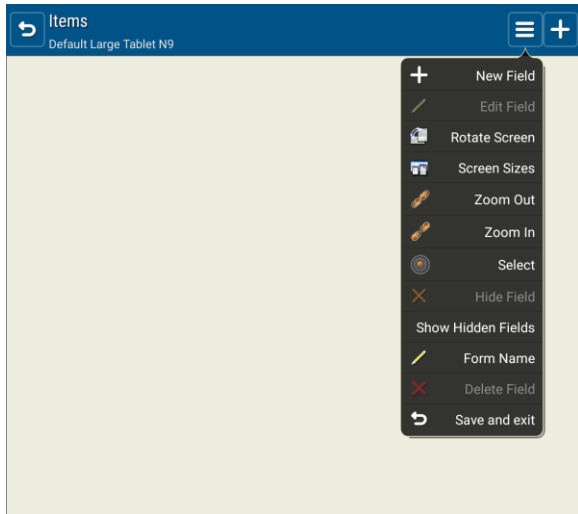 Items
Default Large Tablet N9
New Field
Edit Field
Rotate Screen
Screen Sizes
Zoom Out
Zoom In
Select
Hide Field
Show Hidden Fields
Form Name
Delete Field
Save and exit